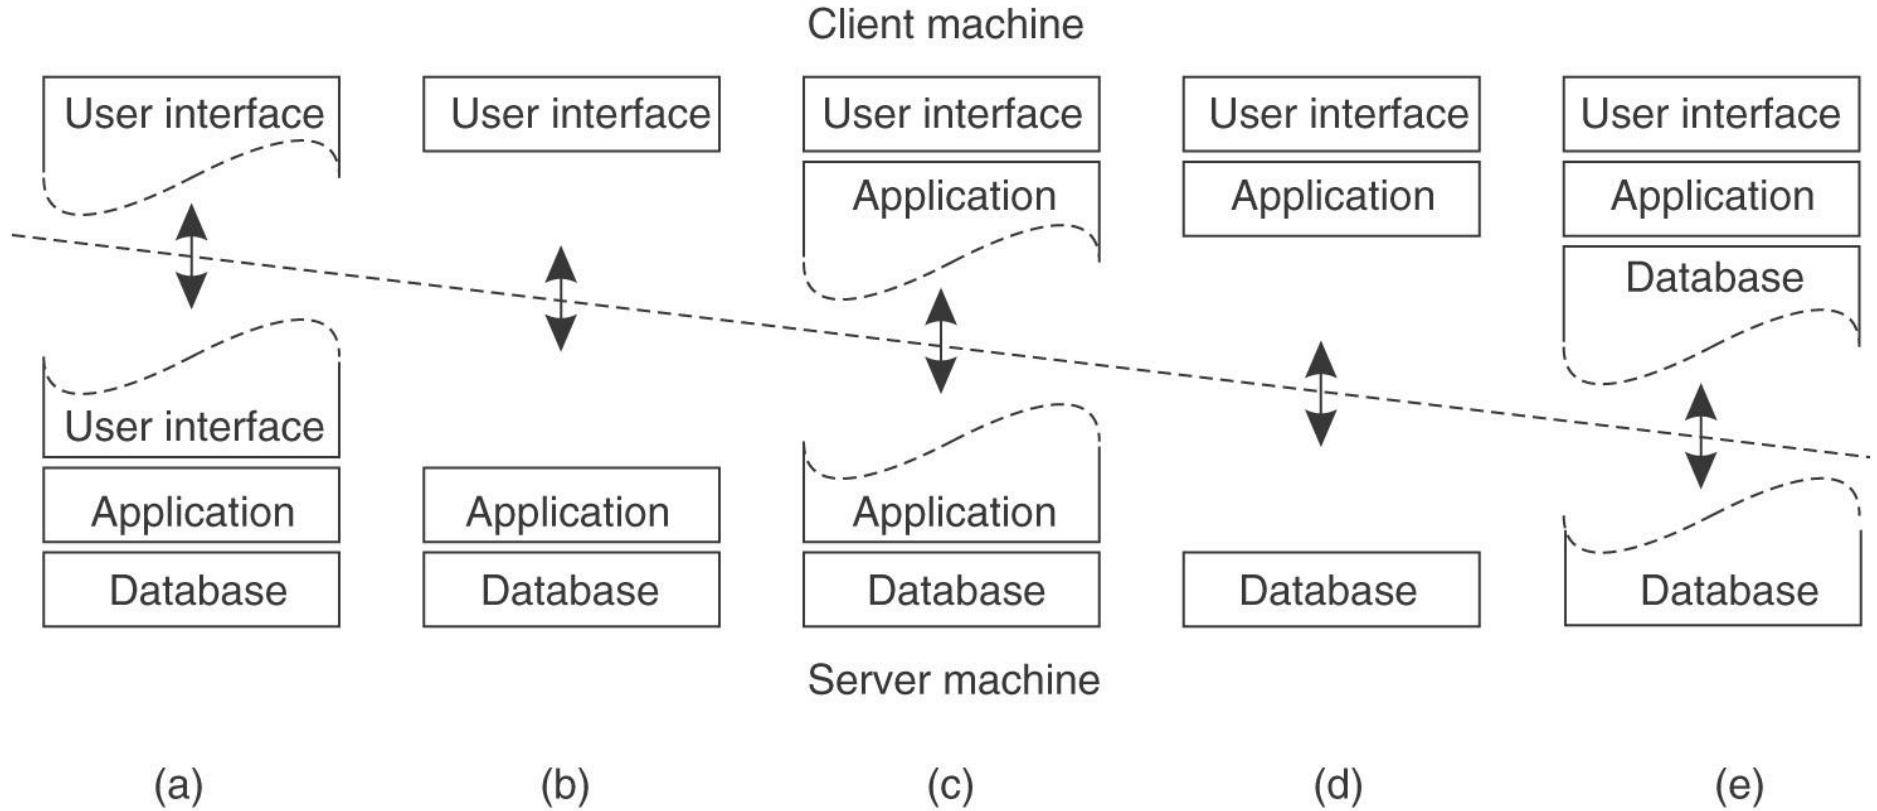 Client machine
User interface User interface User interface User interface User interface
Application Application Application
Database
User interface
Application Application Application
Database Database Database Database Database
Server machine
(a) (b) (c) (d) (e)